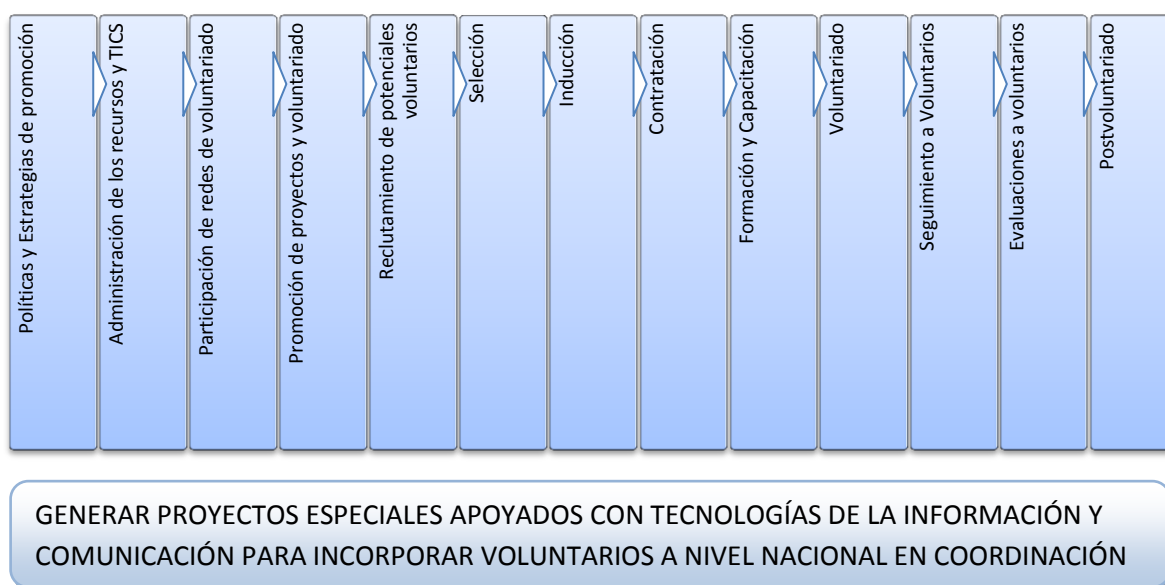 Políticas y Estrategias de promoción
Administración de los recursos y TICS
Participación de redes de voluntariado
Promoción de proyectos y voluntariado
Reclutamiento de potenciales
voluntarios
Selección
Inducción
Contratación
Formación y Capacitación
Voluntariado
Seguimiento a Voluntarios
Evaluaciones a voluntarios
Postvoluntariado
GENERAR PROYECTOS ESPECIALES APOYADOS CON TECNOLOGÍAS DE LA INFORMACIÓN Y
COMUNICACIÓN PARA INCORPORAR VOLUNTARIOS A NIVEL NACIONAL EN COORDINACIÓN